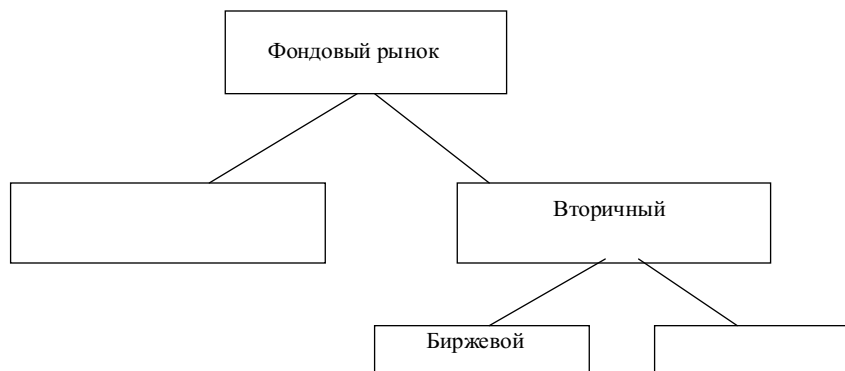 Фондовый рынок
Вторичный
Биржевой